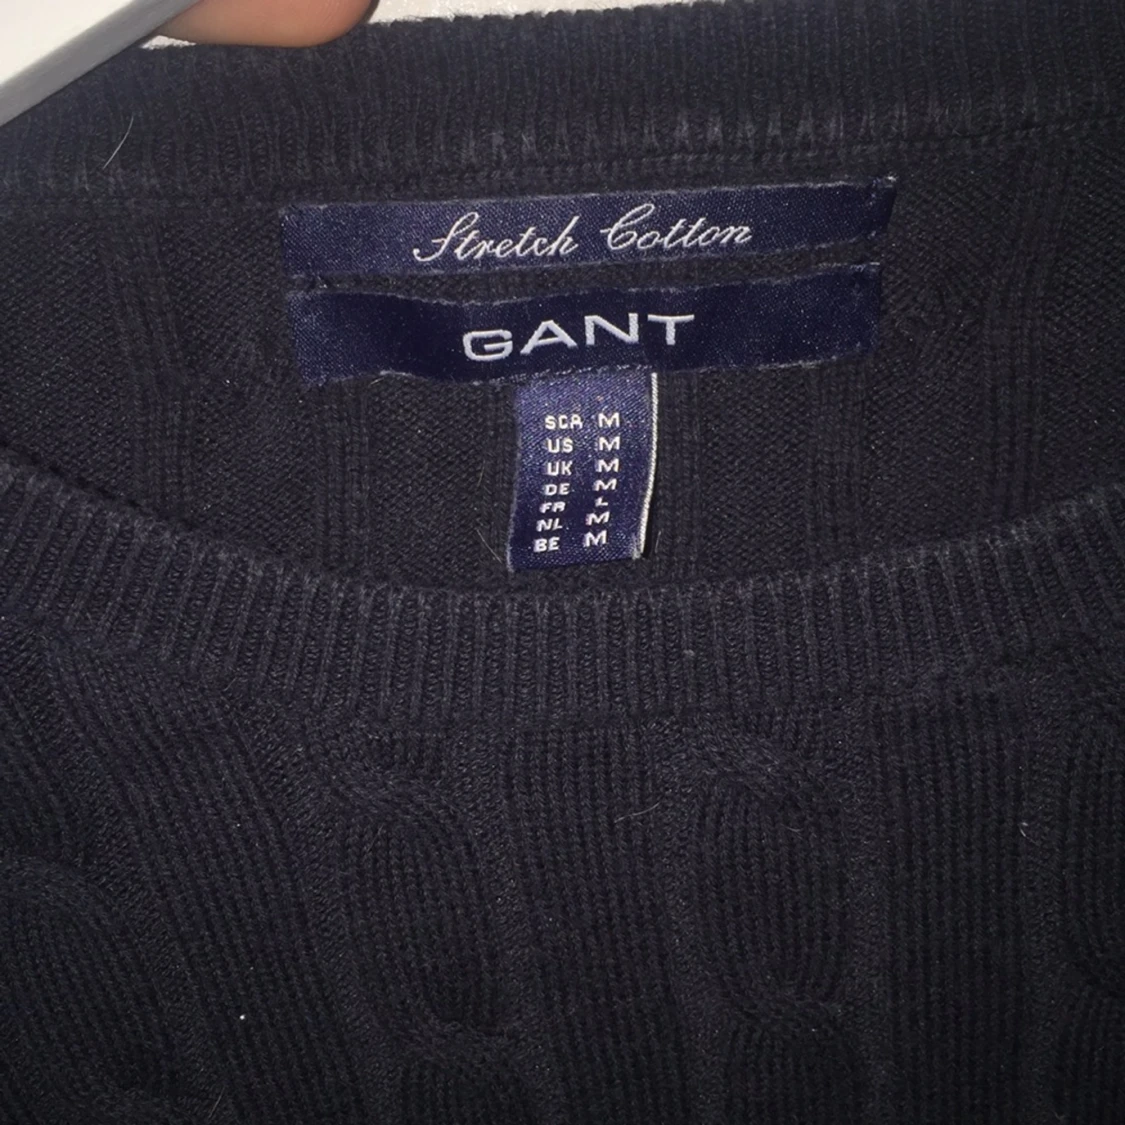 Stretch Cotton
GANT
SCA M
US M
UK M
DE M
FR L
NL M
BE M